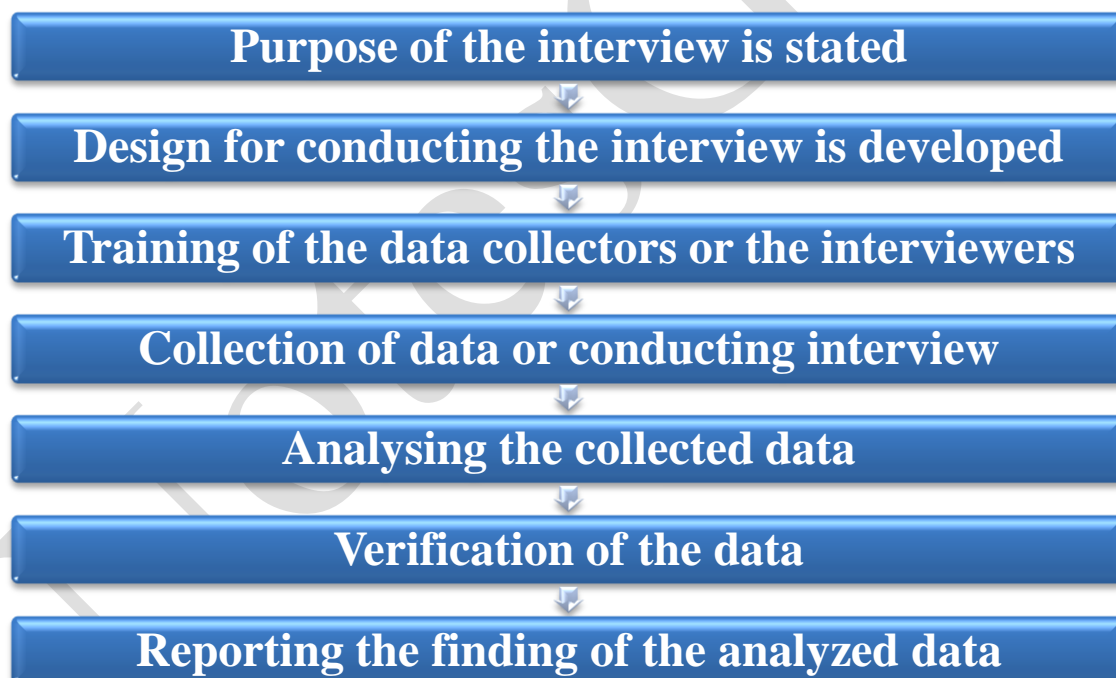 Purpose of the interview is stated
Design for conducting the interview is developed
Training of the data collectors or the interviewers
Collection of data or conducting interview
Analysing the collected data
Verification of the data
Reporting the finding of the analyzed data